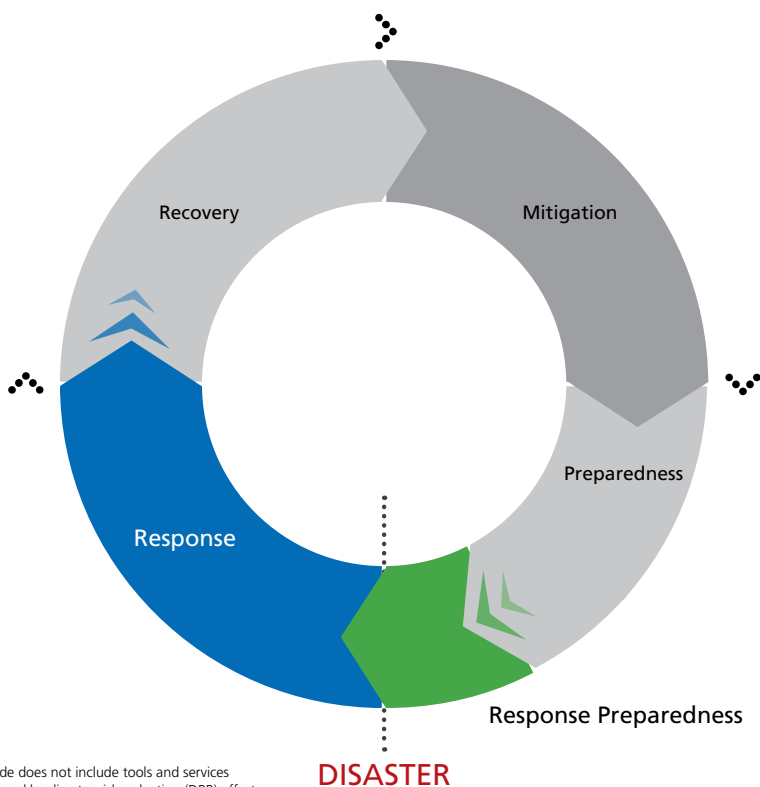 Recovery
Mitigation
Preparedness
Response
Response Preparedness
DISASTER
de does not include tools and services